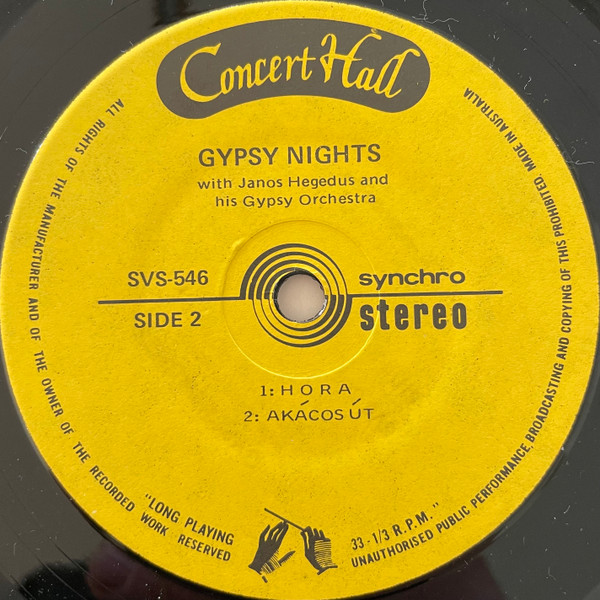 Concert Hall
GYPSY NIGHTS
with Janos Hegedus and
his Gypsy Orchestra
SVS-546
synchro
SIDE 2
stereo
1: HORA
2: AKÁCOS ÚT
"LONG PLAYING
33-1/3 R.P.M."
ALL RIGHTS OF THE MANUFACTURER AND OF THE OWNER OF THE RECORDED WORK RESERVED
UNAUTHORISED PUBLIC PERFORMANCE, BROADCASTING AND COPYING OF THIS PROHIBITED. MADE IN AUSTRALIA